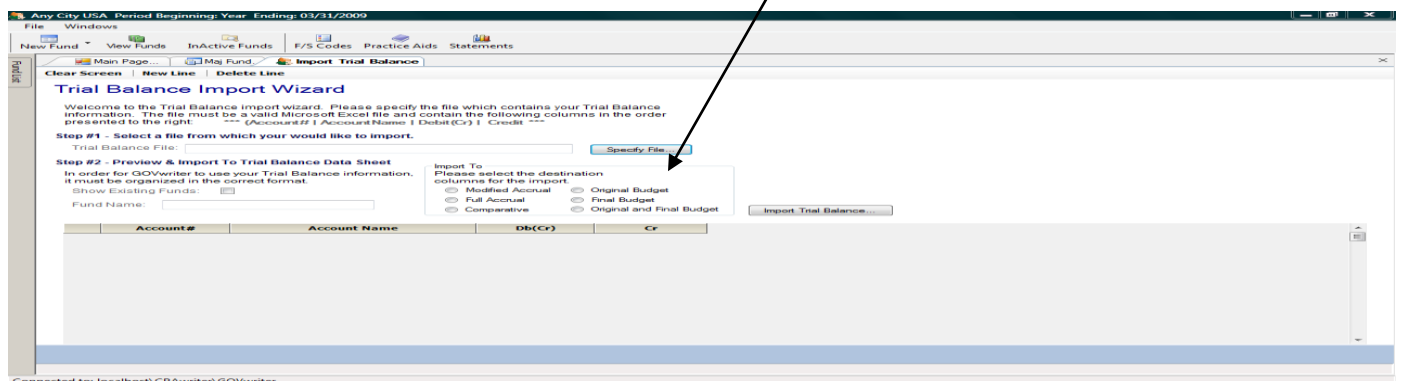 Any City USA Period Beginning: Year Ending: 03/31/2009
File Windows
New Fund View Funds InActive Funds F/S Codes Practice Aids Statements
Fund List
Main Page... Maj Fund. Import Trial Balance
Clear Screen | New Line | Delete Line
Trial Balance Import Wizard
Welcome to the Trial Balance import wizard. Please specify the file which contains your Trial Balance
information. The file must be a valid Microsoft Excel file and contain the following columns in the order
presented to the right: *** (Account# | Account Name | Debit(Cr) | Credit ***
Step #1 - Select a file from which your would like to import.
Trial Balance File: Specify File...
Step #2 - Preview & Import To Trial Balance Data Sheet
In order for GOVwriter to use your Trial Balance information,
it must be organized in the correct format.
Show Existing Funds:
Fund Name:
Import To
Please select the destination
columns for the import.
Modified Accrual Original Budget
Full Accrual Final Budget
Comparative Original and Final Budget
Import Trial Balance...
Account# Account Name Db(Cr) Cr
Connected to: localhost\CPAwriter\GOVwriter